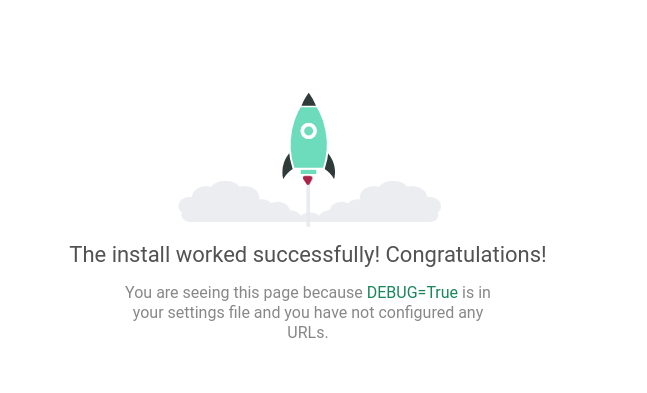 The install worked successfully! Congratulations!
You are seeing this page because DEBUG=True is in
your settings file and you have not configured any
URLs.